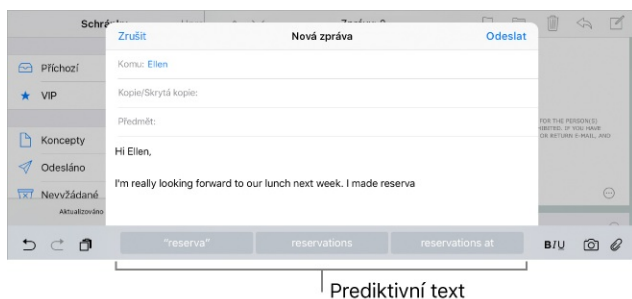 Zrušit
Nová zpráva
Odeslat
Komu: Ellen
Kopie/Skrytá kopie:
Předmět:
Hi Ellen,
I'm really looking forward to our lunch next week. I made reserva
Příchozí
VIP
Koncepty
Odesláno
Nevyžádané
Aktualizováno
FOR THE PERSON(S)
IF YOU HAVE
OR RETURN E-MAIL, AND
"reserva"
reservations
reservations at
BIU
Prediktivní text